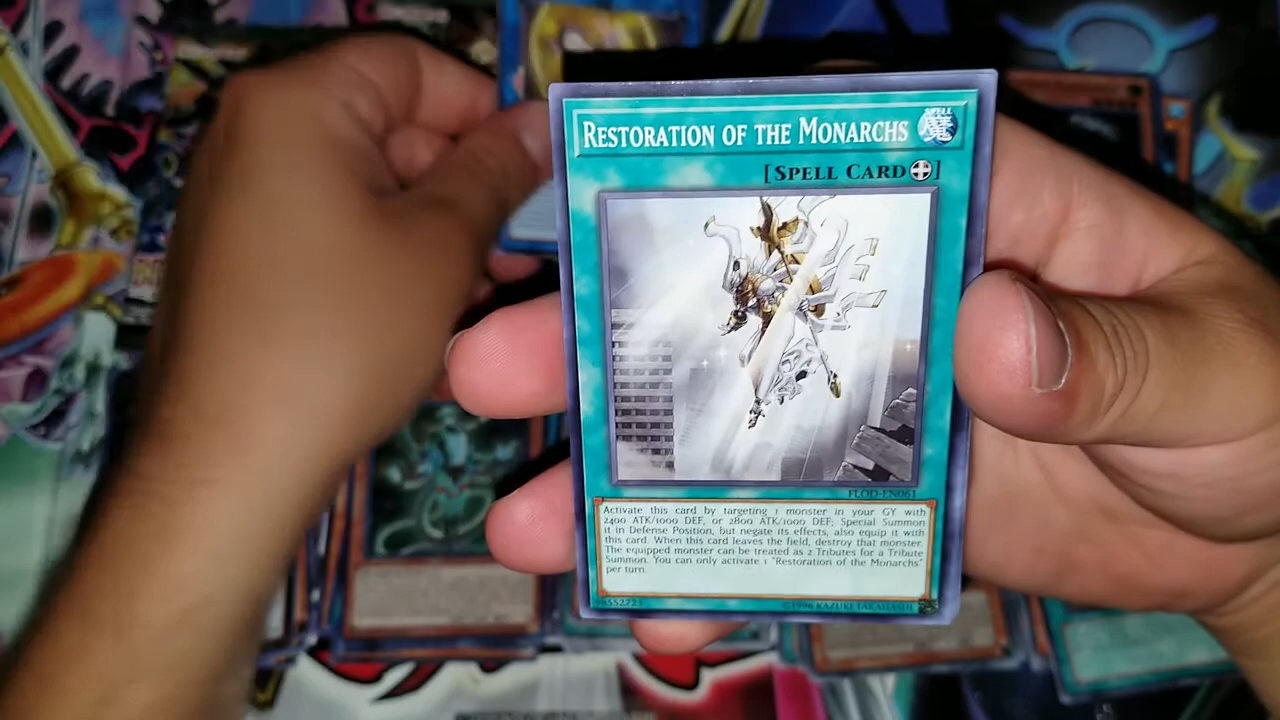 RESTORATION OF THE MONARCHS
SPELL
魔
[SPELL CARD]
FLOD-EN061
Activate this card by targeting 1 monster in your GY with
2400 ATK/1000 DEF, or 2800 ATK/1000 DEF; Special Summon
it in Defense Position, but negate its effects, also equip it with
this card. When this card leaves the field, destroy that monster.
The equipped monster can be treated as 2 Tributes for a Tribute
Summon. You can only activate 1 "Restoration of the Monarchs"
per turn.
98552723 ©1996 KAZUKI TAKAHASHI